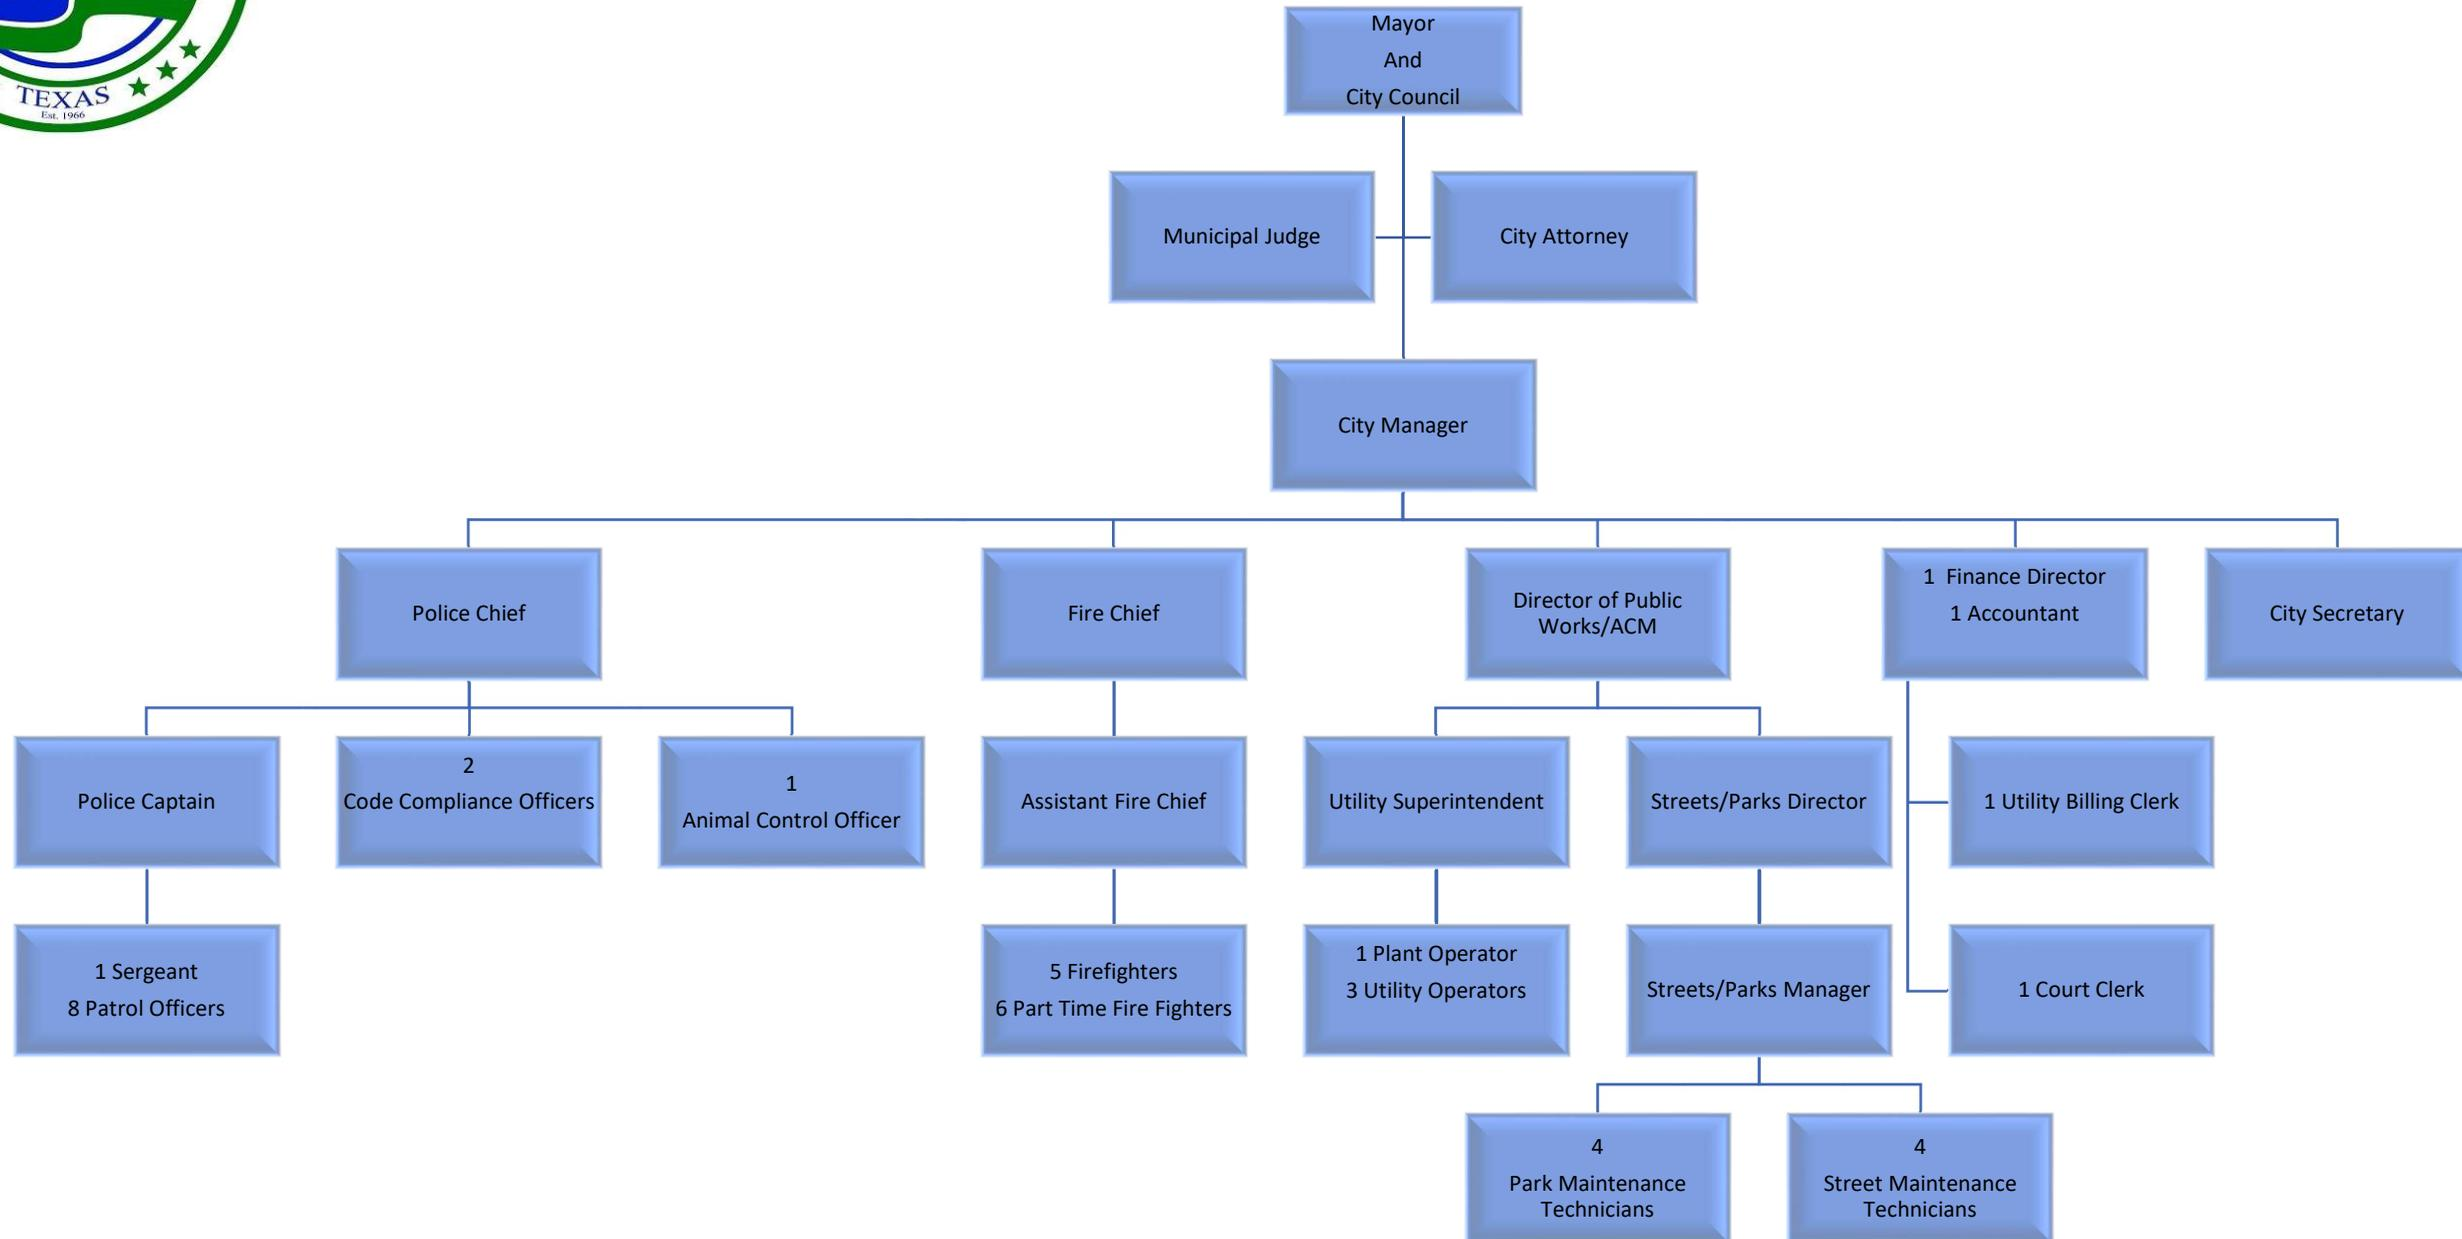 TEXAS
Est. 1966
Mayor
And
City Council
Municipal Judge
City Attorney
City Manager
Police Chief
Fire Chief
Director of Public
Works/ACM
1 Finance Director
1 Accountant
City Secretary
Police Captain
2
Code Compliance Officers
1
Animal Control Officer
Assistant Fire Chief
Utility Superintendent
Streets/Parks Director
1 Utility Billing Clerk
1 Sergeant
8 Patrol Officers
5 Firefighters
6 Part Time Fire Fighters
1 Plant Operator
3 Utility Operators
Streets/Parks Manager
1 Court Clerk
4
Park Maintenance
Technicians
4
Street Maintenance
Technicians